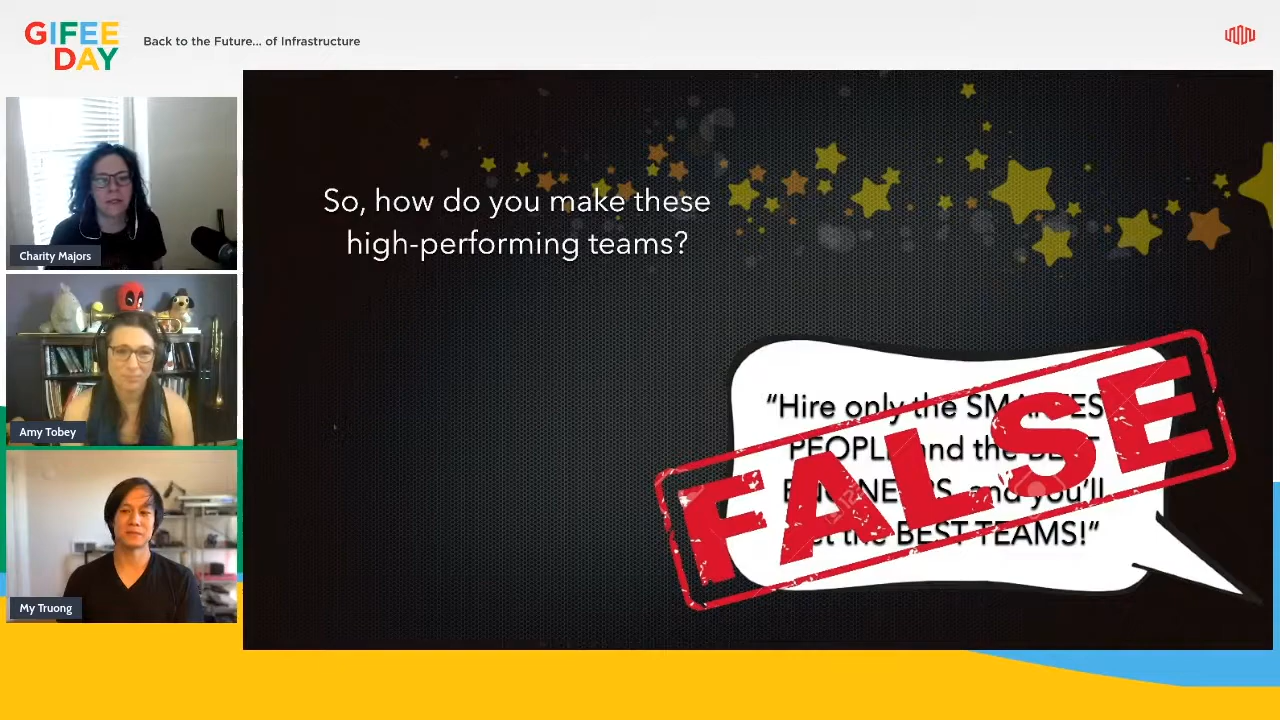 GIFEE
DAY
Back to the Future... of Infrastructure
Charity Majors
Amy Tobey
My Truong
So, how do you make these
high-performing teams?
"Hire only the SMARTEST
PEOPLE and the BEST
ENGINEERS, and you'll
get the BEST TEAMS!"
FALSE